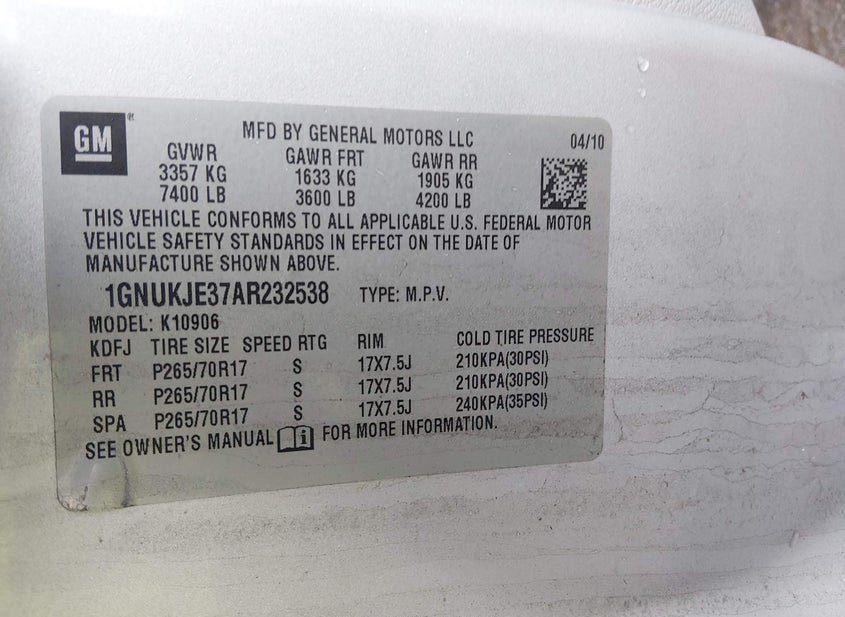 GM ®
MFD BY GENERAL MOTORS LLC 04/10
GVWR GAWR FRT GAWR RR
3357 KG 1633 KG 1905 KG
7400 LB 3600 LB 4200 LB
THIS VEHICLE CONFORMS TO ALL APPLICABLE U.S. FEDERAL MOTOR
VEHICLE SAFETY STANDARDS IN EFFECT ON THE DATE OF
MANUFACTURE SHOWN ABOVE.
1GNUKJE37AR232538 TYPE: M.P.V.
MODEL: K10906
KDFJ TIRE SIZE SPEED RTG RIM COLD TIRE PRESSURE
FRT P265/70R17 S 17X7.5J 210KPA(30PSI)
RR P265/70R17 S 17X7.5J 210KPA(30PSI)
SPA P265/70R17 S 17X7.5J 240KPA(35PSI)
SEE OWNER'S MANUAL FOR MORE INFORMATION.